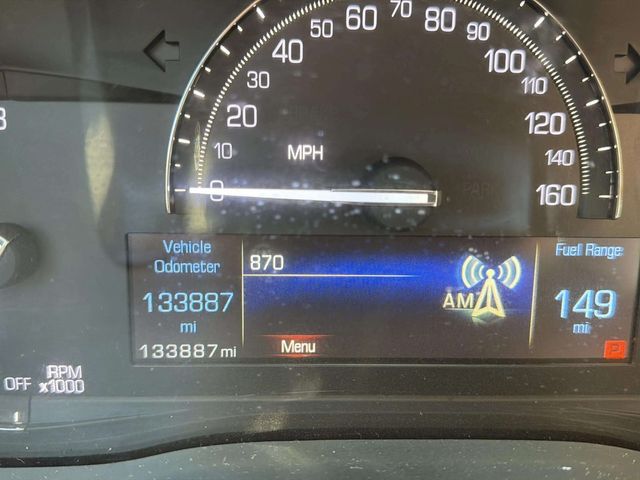 60 70 80
50 90
40 100
30 110
20 120
10 MPH 140
0 160
Vehicle
Odometer
133887
mi
133887 mi
870
AM
Menu
Fuel Range
149
mi
P
OFF RPM
x1000